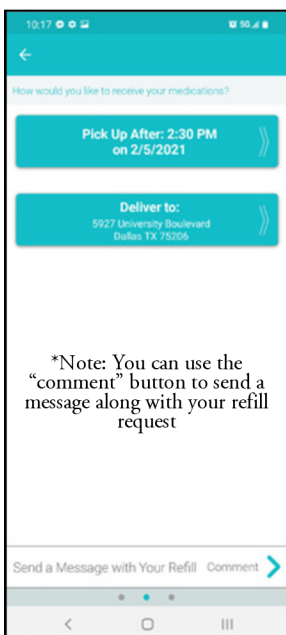 10:17
5G
How would you like to receive your medications?
Pick Up After: 2:30 PM
on 2/5/2021
Deliver to:
5927 University Boulevard
Dallas TX 75206
*Note: You can use the
“comment” button to send a
message along with your refill
request
Send a Message with Your Refill Comment